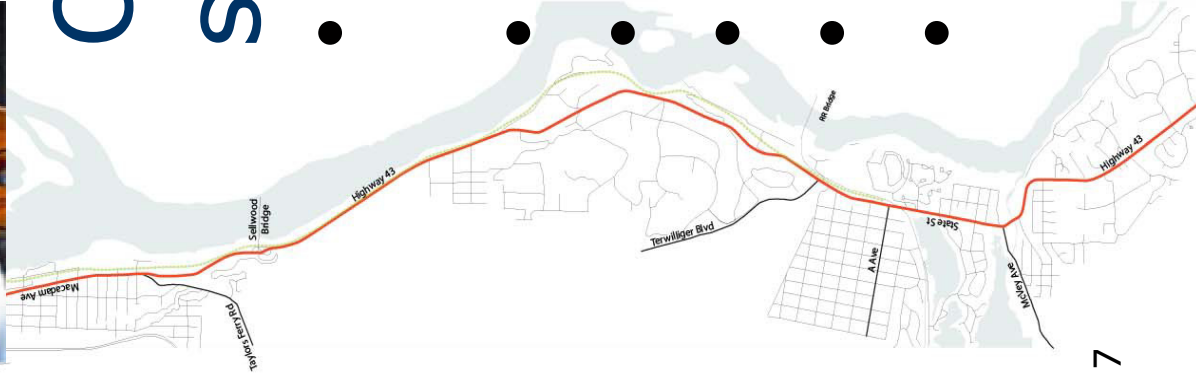 Highway 43
RR Bridge
Highway 43
Sellwood
Bridge
Terwilliger Blvd
State St
A Ave
McVey Ave
Macadam Ave
Taylors Ferry Rd
7